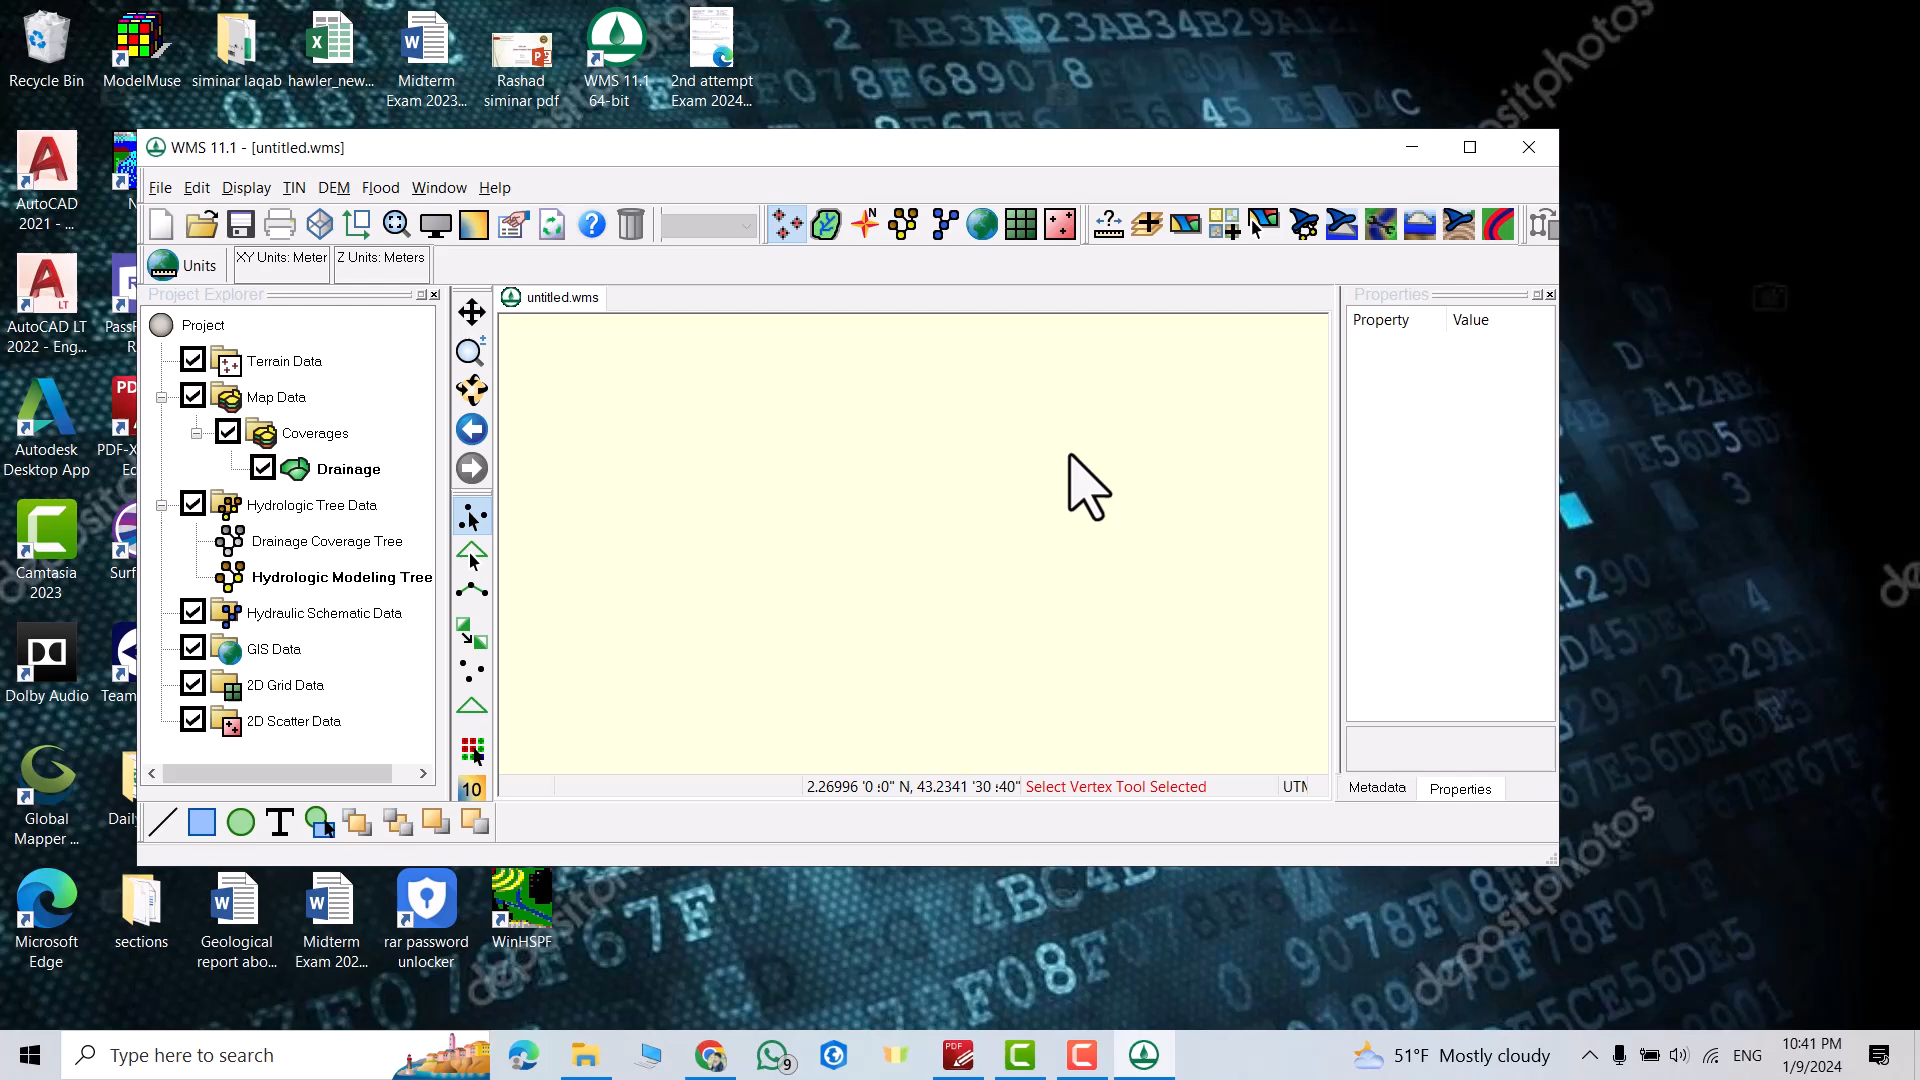 Recycle Bin
ModelMuse
siminar laqab
hawler_new...
Midterm
Exam 2023...
Rashad
siminar pdf
WMS 11.1
64-bit
2nd attempt
Exam 2024...
AutoCAD
2021 - ...
AutoCAD LT
2022 - Eng...
Autodesk
Desktop App
Camtasia
2023
Dolby Audio
Global
Mapper ...
Microsoft
Edge
sections
Geological
report abo...
Midterm
Exam 202...
rar password
unlocker
WinHSPF
WMS 11.1 - [untitled.wms]
File Edit Display TIN DEM Flood Window Help
Units
XY Units: Meter
Z Units: Meters
Project Explorer
Project
Terrain Data
Map Data
Coverages
Drainage
Hydrologic Tree Data
Drainage Coverage Tree
Hydrologic Modeling Tree
Hydraulic Schematic Data
GIS Data
2D Grid Data
2D Scatter Data
untitled.wms
10
2.26996 '0 :0" N, 43.2341 '30 :40" Select Vertex Tool Selected
Properties
Property Value
Metadata Properties
Type here to search
9
51°F Mostly cloudy
ENG
10:41 PM
1/9/2024
depositphotos